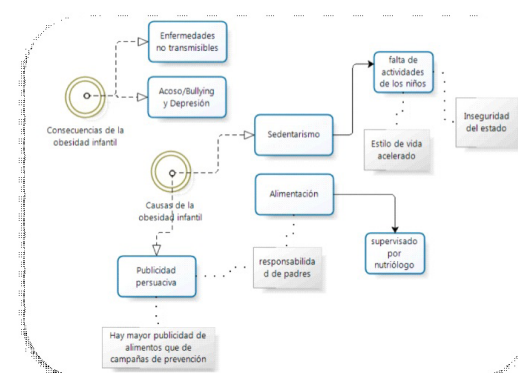 Enfermedades
no transmisibles
Acoso/Bullying
y Depresión
Consecuencias de la
obesidad infantil
falta de
actividades
de los niños
Inseguridad
del estado
Sedentarismo
Estilo de vida
acelerado
Causas de la
obesidad infantil
Alimentación
supervisado
por
nutriólogo
Publicidad
persuaciva
responsabilida
d de padres
Hay mayor publicidad de
alimentos que de
campañas de prevención